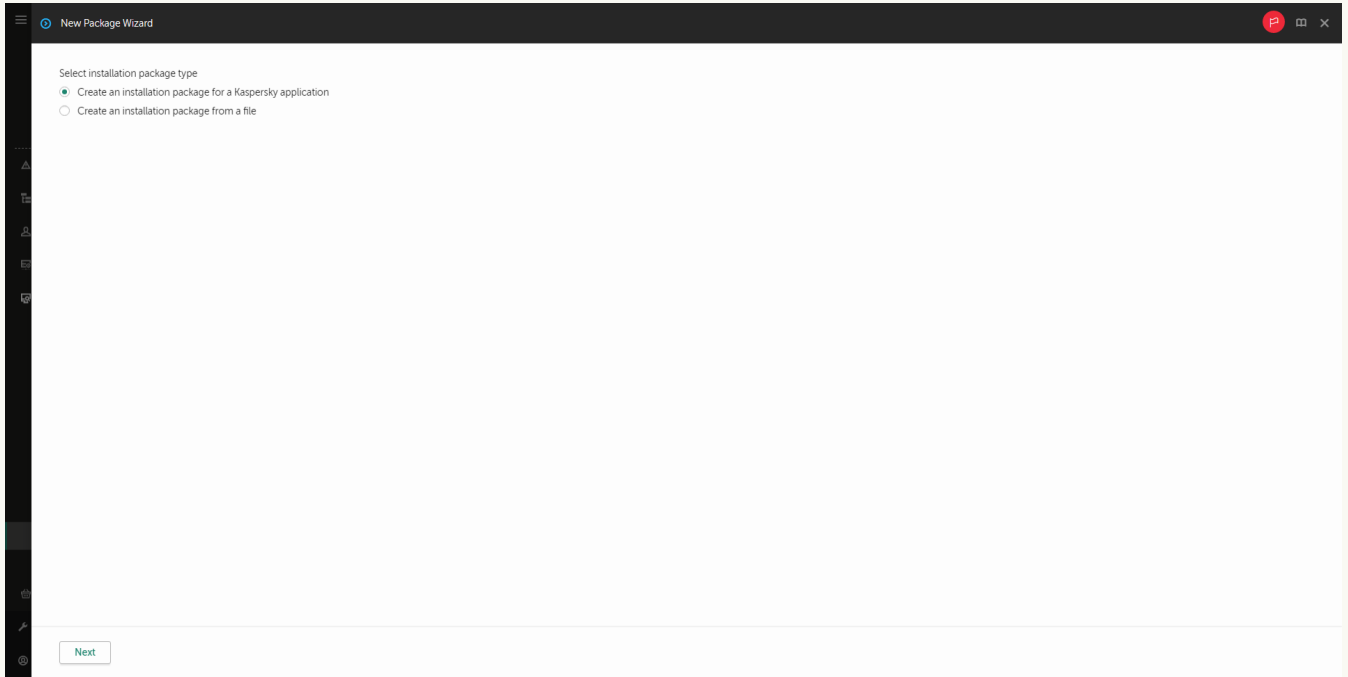 New Package Wizard
Select installation package type
Create an installation package for a Kaspersky application
Create an installation package from a file
Next